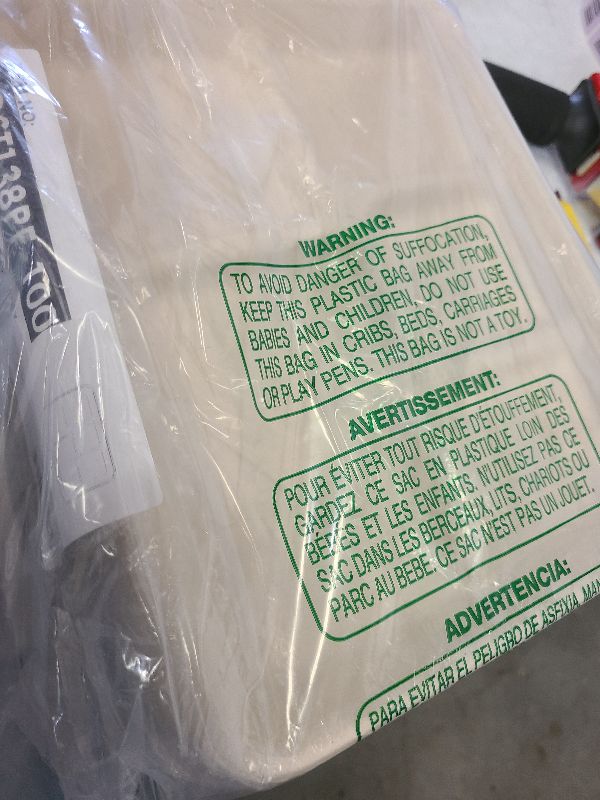 NO:
WARNING:
TO AVOID DANGER OF SUFFOCATION,
KEEP THIS PLASTIC BAG AWAY FROM
BABIES AND CHILDREN. DO NOT USE
THIS BAG IN CRIBS, BEDS, CARRIAGES
OR PLAY PENS. THIS BAG IS NOT A TOY.
AVERTISSEMENT:
POUR ÉVITER TOUT RISQUE D'ÉTOUFFEMENT,
GARDEZ CE SAC EN PLASTIQUE LOIN DES
BÉBÉS ET LES ENFANTS. N'UTILISEZ PAS CE
SAC DANS LES BERCEAUX, LITS, CHARIOTS OU
PARC AU BEBE. CE SAC N'EST PAS UN JOUET.
ADVERTENCIA:
PARA EVITAR EL PELIGRO DE ASFIXIA, MAN